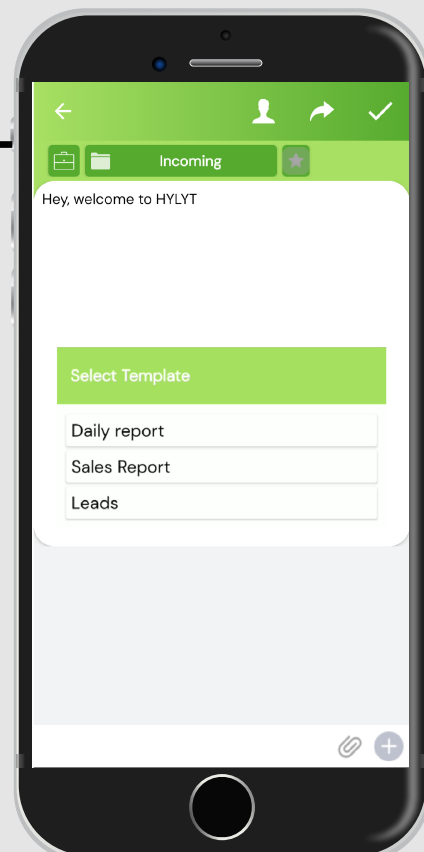 Incoming
Hey, welcome to HYLYT
Select Template
Daily report
Sales Report
Leads